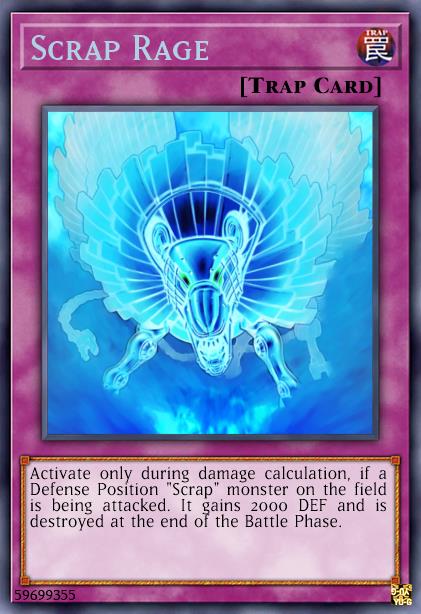 Scrap Rage
TRAP
罠
[Trap Card]
Activate only during damage calculation, if a
Defense Position "Scrap" monster on the field
is being attacked. It gains 2000 DEF and is
destroyed at the end of the Battle Phase.
59699355